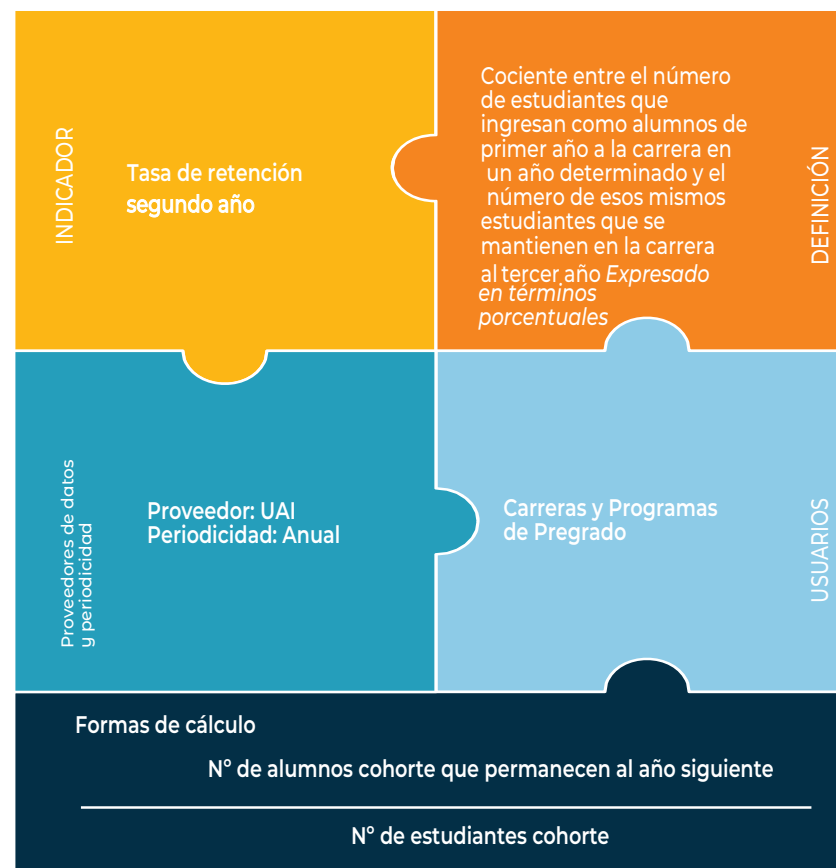 INDICADOR
Tasa de retención
segundo año
Cociente entre el número
de estudiantes que
ingresan como alumnos de
primer año a la carrera en
un año determinado y el
número de esos mismos
estudiantes que se
mantienen en la carrera
al tercer año Expresado
en términos
porcentuales
DEFINICIÓN
Proveedores de datos
y periodicidad
Proveedor: UAI
Periodicidad: Anual
Carreras y Programas
de Pregrado
USUARIOS
Formas de cálculo
N° de alumnos cohorte que permanecen al año siguiente
N° de estudiantes cohorte